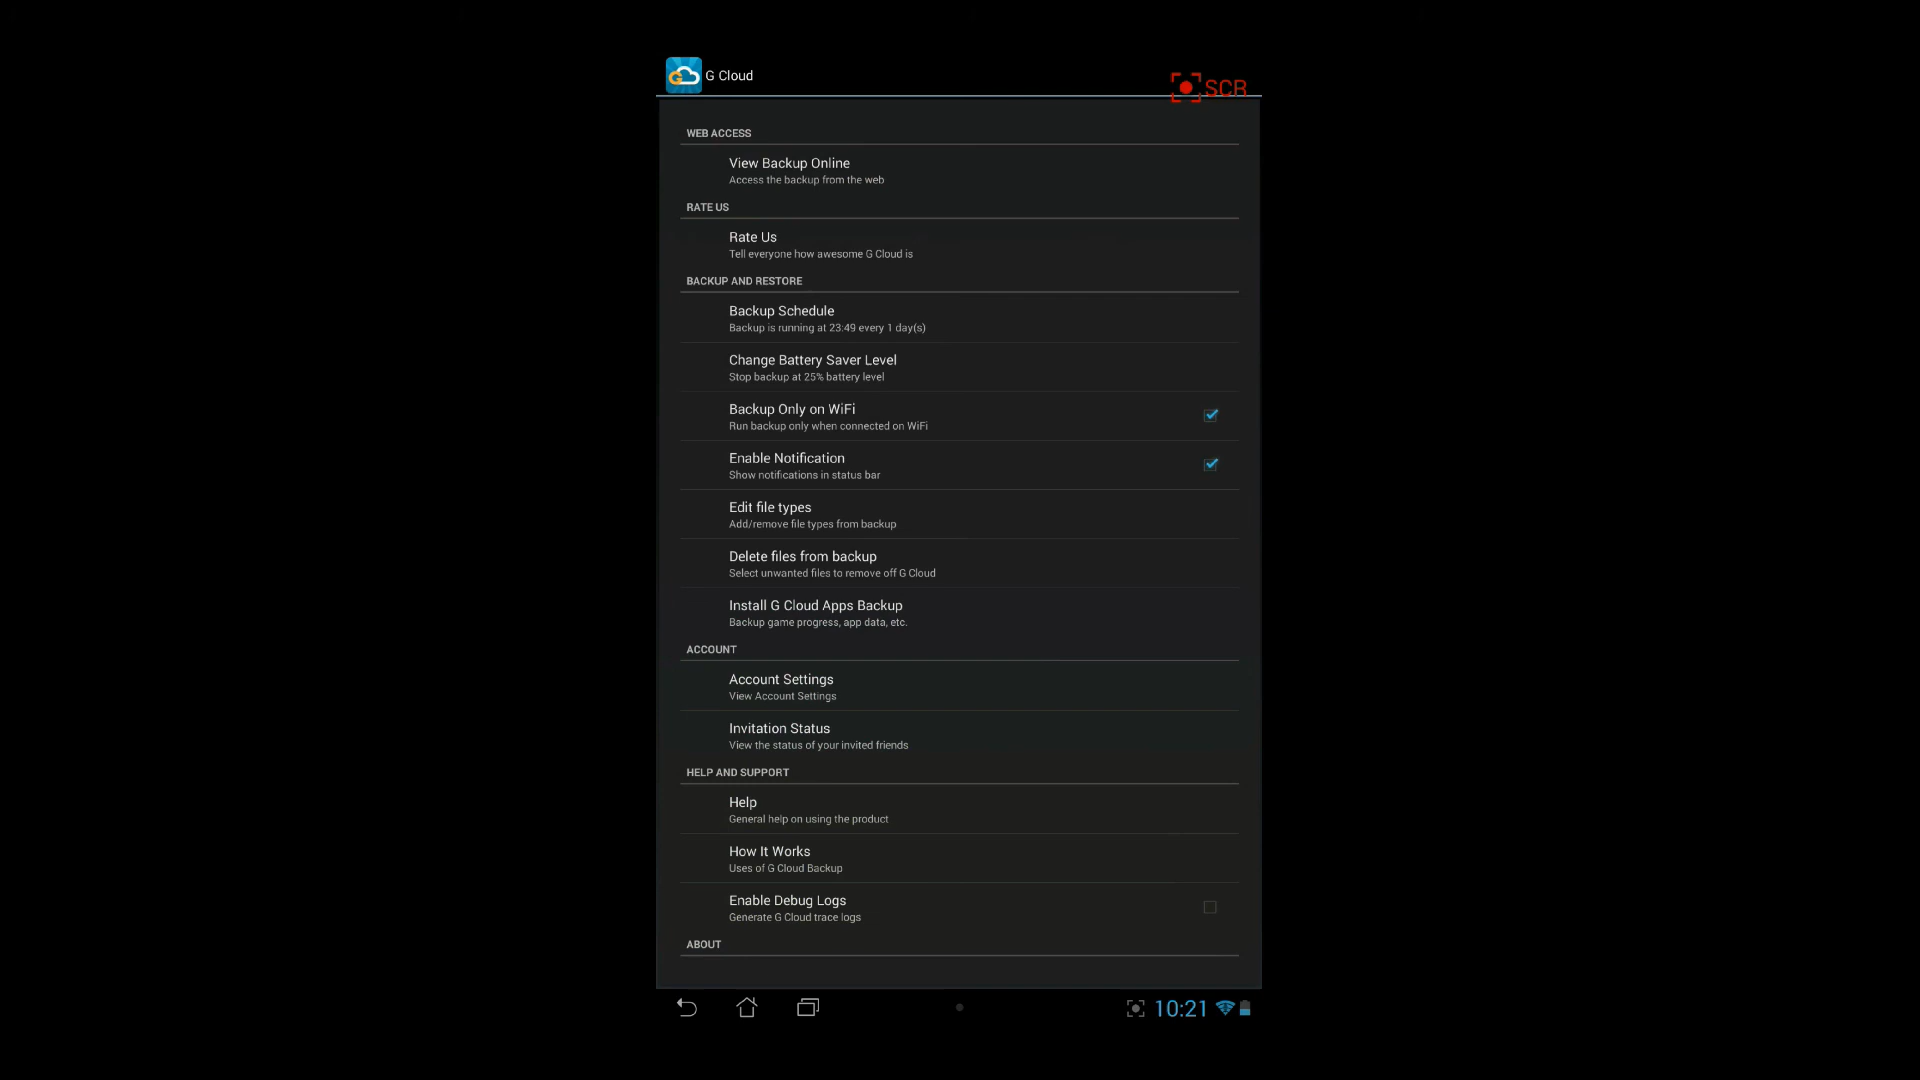 G Cloud
SCR
WEB ACCESS
View Backup Online
Access the backup from the web
RATE US
Rate Us
Tell everyone how awesome G Cloud is
BACKUP AND RESTORE
Backup Schedule
Backup is running at 23:49 every 1 day(s)
Change Battery Saver Level
Stop backup at 25% battery level
Backup Only on WiFi
Run backup only when connected on WiFi
Enable Notification
Show notifications in status bar
Edit file types
Add/remove file types from backup
Delete files from backup
Select unwanted files to remove off G Cloud
Install G Cloud Apps Backup
Backup game progress, app data, etc.
ACCOUNT
Account Settings
View Account Settings
Invitation Status
View the status of your invited friends
HELP AND SUPPORT
Help
General help on using the product
How It Works
Uses of G Cloud Backup
Enable Debug Logs
Generate G Cloud trace logs
ABOUT
10:21